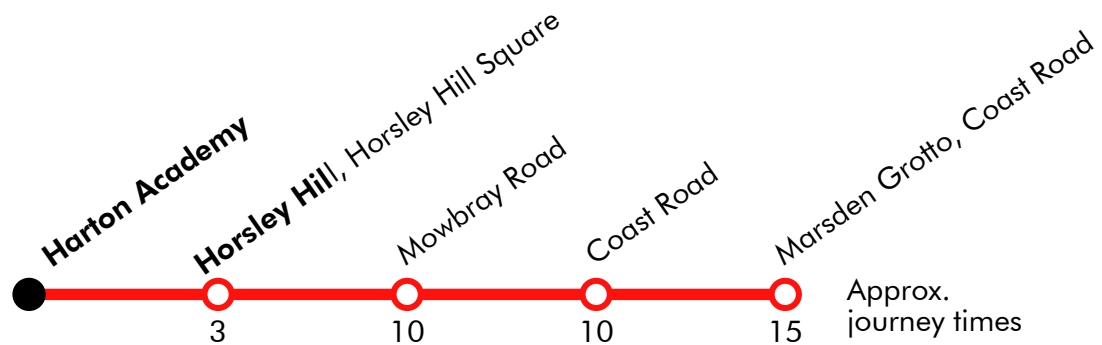 Harton Academy
Horsley Hill, Horsley Hill Square
Mowbray Road
Coast Road
Marsden Grotto, Coast Road
3
10
10
15
Approx.
journey times